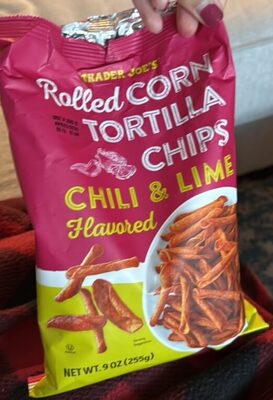 TRADER JOE'S
Rolled CORN
TORTILLA
CHIPS
CHILI & LIME
Flavored
NET WT. 9 OZ (255g)